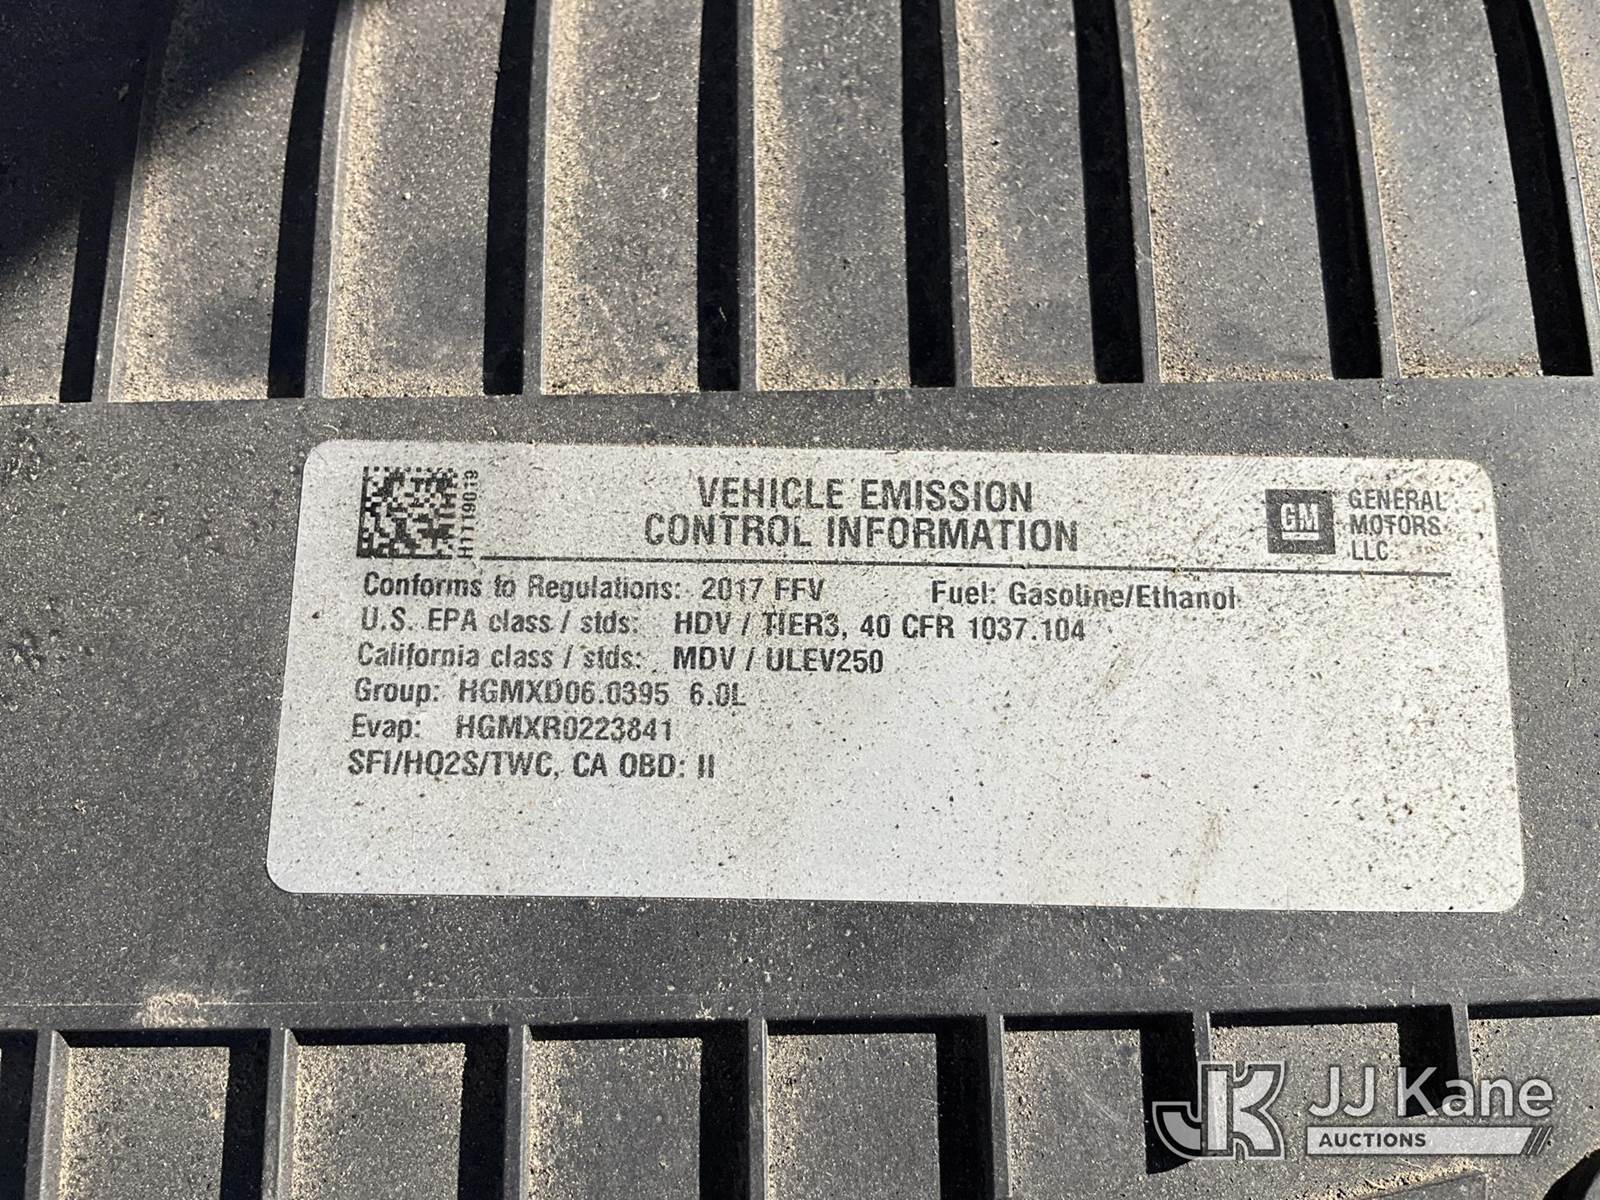 H1119019
VEHICLE EMISSION
CONTROL INFORMATION
GM
GENERAL
MOTORS
LLC
Conforms to Regulations: 2017 FFV Fuel: Gasoline/Ethanol
U.S. EPA class / stds: HDV / TIER3, 40 CFR 1037.104
California class / stds: MDV / ULEV250
Group: HGMXD06.0395 6.0L
Evap: HGMXR0223841
SFI/HO2S/TWC, CA OBD: II
JK JJ Kane
AUCTIONS